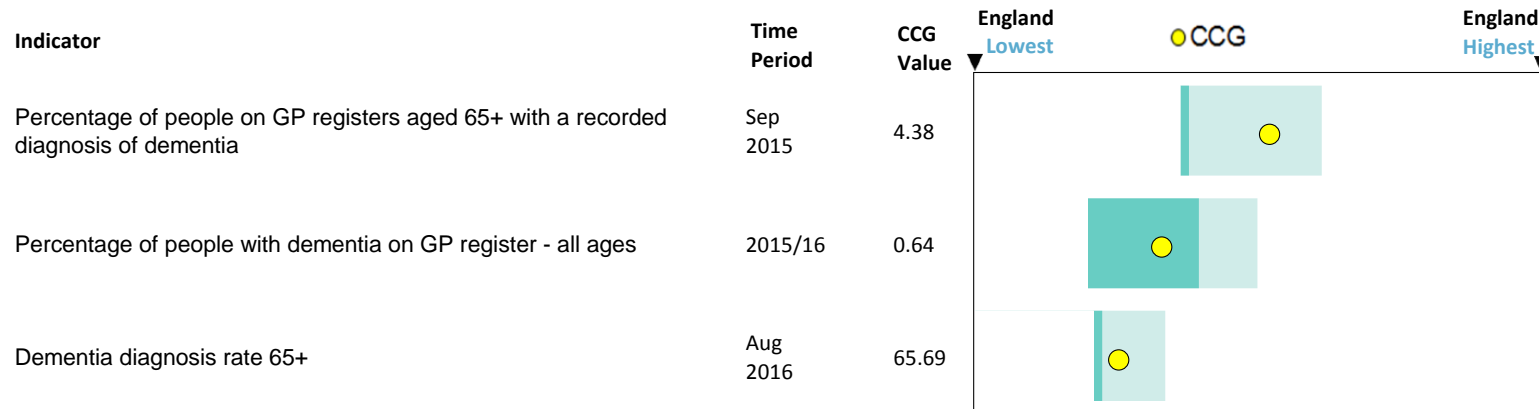 Indicator
Time
Period
CCG
Value
England
Lowest
CCG
England
Highest
Percentage of people on GP registers aged 65+ with a recorded
diagnosis of dementia
Sep
2015
4.38
Percentage of people with dementia on GP register - all ages
2015/16
0.64
Dementia diagnosis rate 65+
Aug
2016
65.69